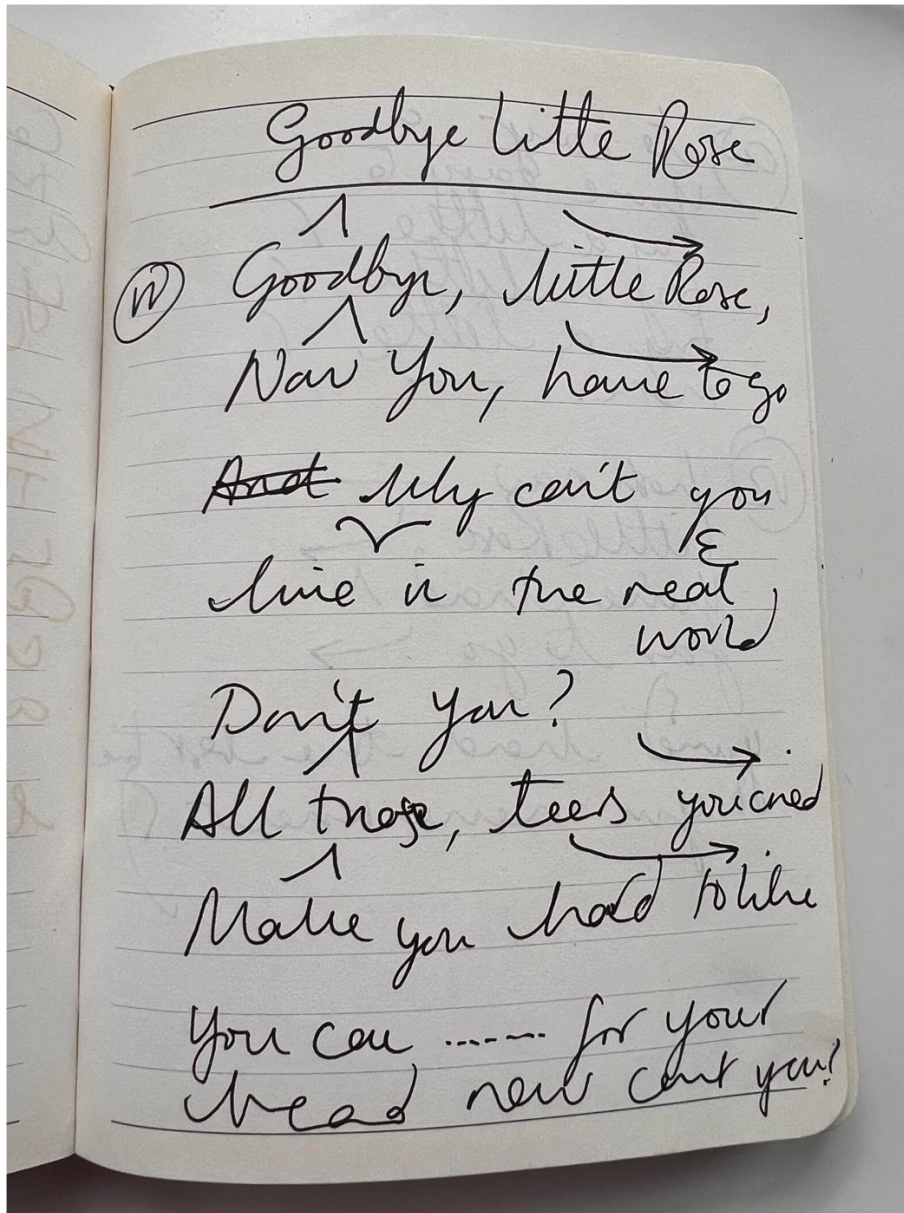 Goodbye Little Rose
(V) Goodbye, little Rose,
Now You, have to go
And Why can't you
live in the real
world
Don't you?
All those, tears you cried
Make you hard to like
You can ....... for your
head now can't you?